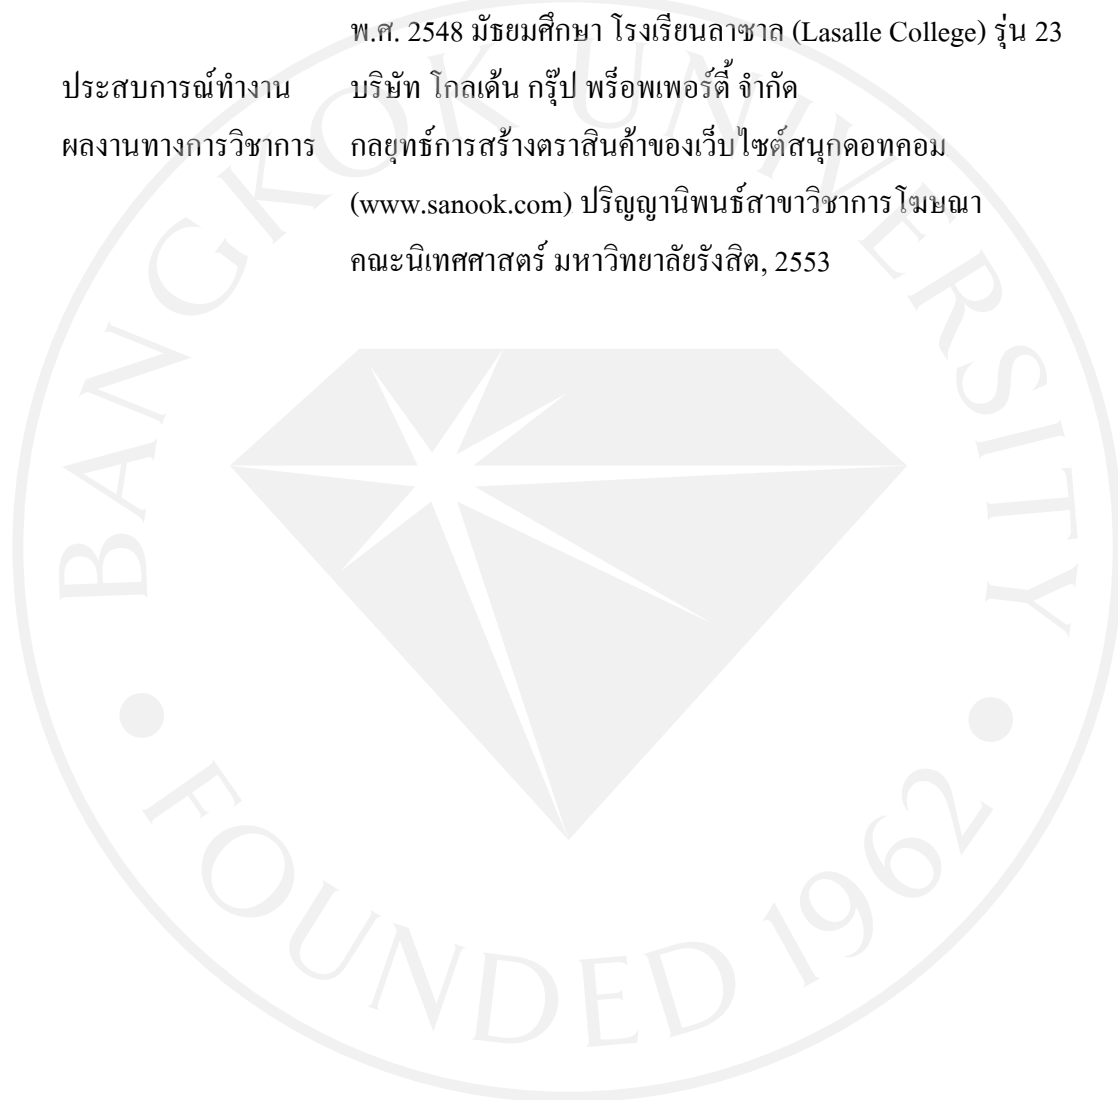 พ.ศ. 2548 มัธยมศึกษา โรงเรียนลาซาล (Lasalle College) รุ่น 23
ประสบการณ์ทำงาน บริษัท โกลเด้น กรุ๊ป พร็อพเพอร์ตี้ จำกัด
ผลงานทางการวิชาการ กลยุทธ์การสร้างตราสินค้าของเว็บไซต์สนุกดอทคอม
(www.sanook.com) ปริญญานิพนธ์สาขาวิชาการโฆษณา
คณะนิเทศศาสตร์ มหาวิทยาลัยรังสิต, 2553
BANGKOK UNIVERSITY
FOUNDED 1962